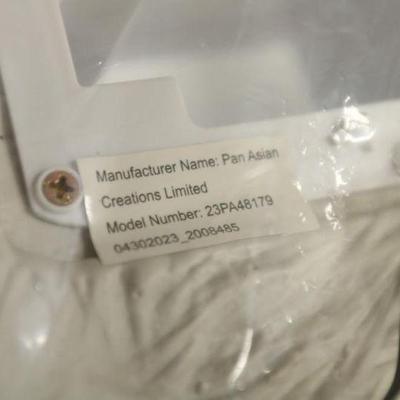 Manufacturer Name: Pan Asian
Creations Limited
Model Number: 23PA48179
04302023_2008485